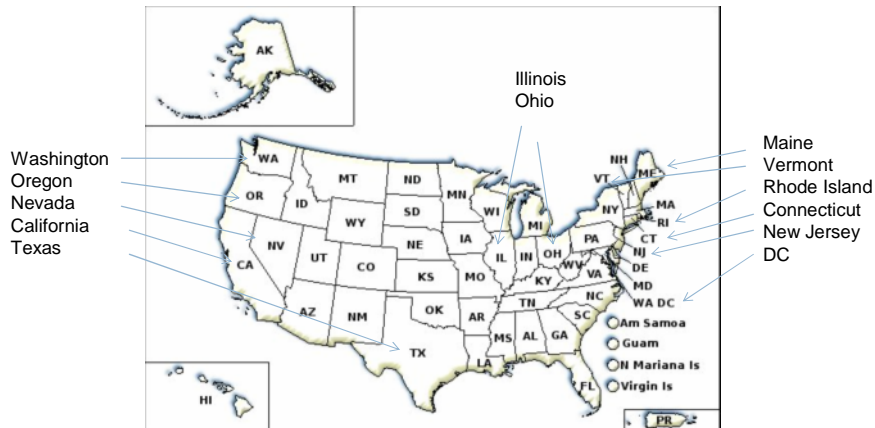 AK
Illinois
Ohio
Washington
Oregon
Nevada
California
Texas
Maine
Vermont
Rhode Island
Connecticut
New Jersey
DC
WA
OR
CA
NV
ID
MT
WY
UT
AZ
CO
NM
ND
SD
NE
KS
OK
TX
MN
IA
MO
AR
LA
WI
IL
MI
IN
OH
KY
TN
MS
AL
GA
FL
SC
NC
VA
WV
PA
NY
VT
NH
ME
MA
RI
CT
NJ
DE
MD
WA DC
Am Samoa
Guam
N Mariana Is
Virgin Is
HI
PR